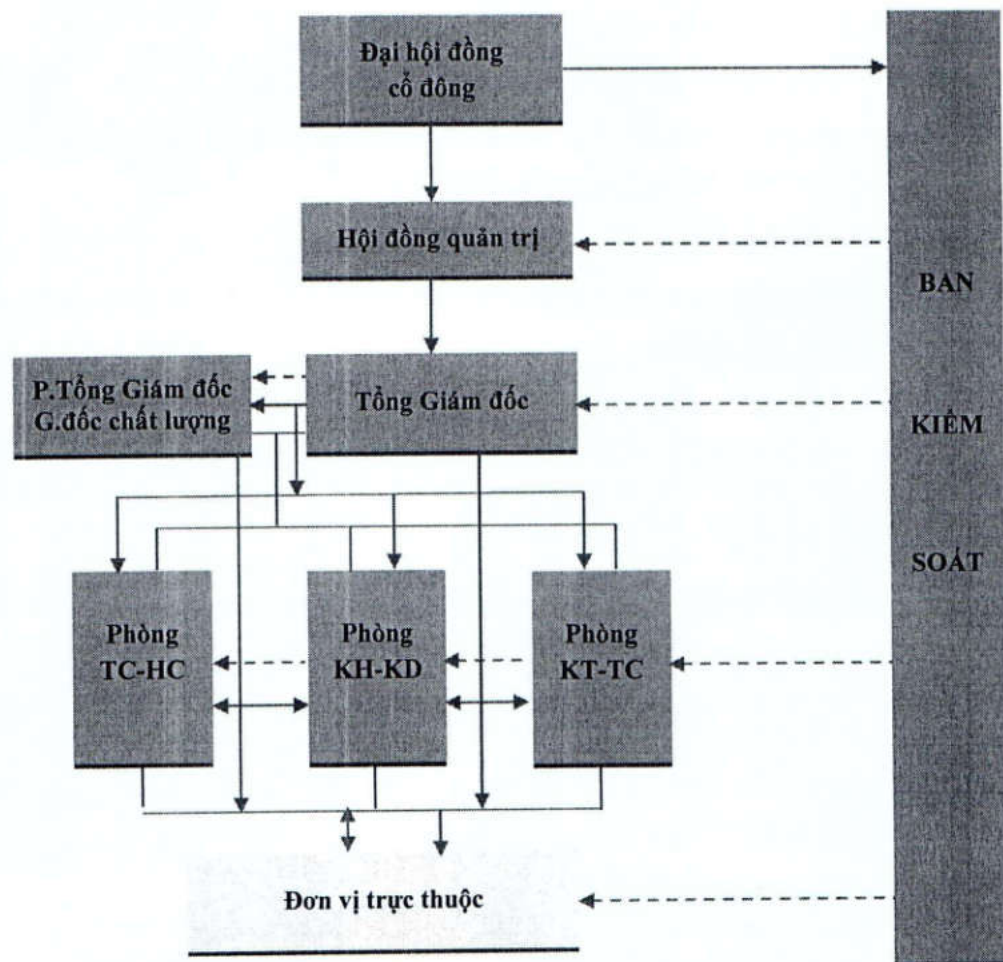 Đại hội đồng
cổ đông
Hội đồng quản trị
P.Tổng Giám đốc
G.đốc chất lượng
Tổng Giám đốc
Phòng
TC-HC
Phòng
KH-KD
Phòng
KT-TC
Đơn vị trực thuộc
BAN
KIỂM
SOÁT